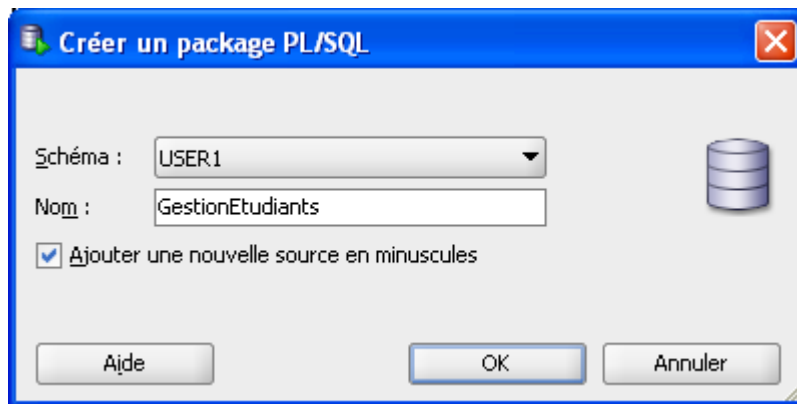 Créer un package PL/SQL
Schéma : USER1
Nom : GestionEtudiants
Ajouter une nouvelle source en minuscules
Aide OK Annuler